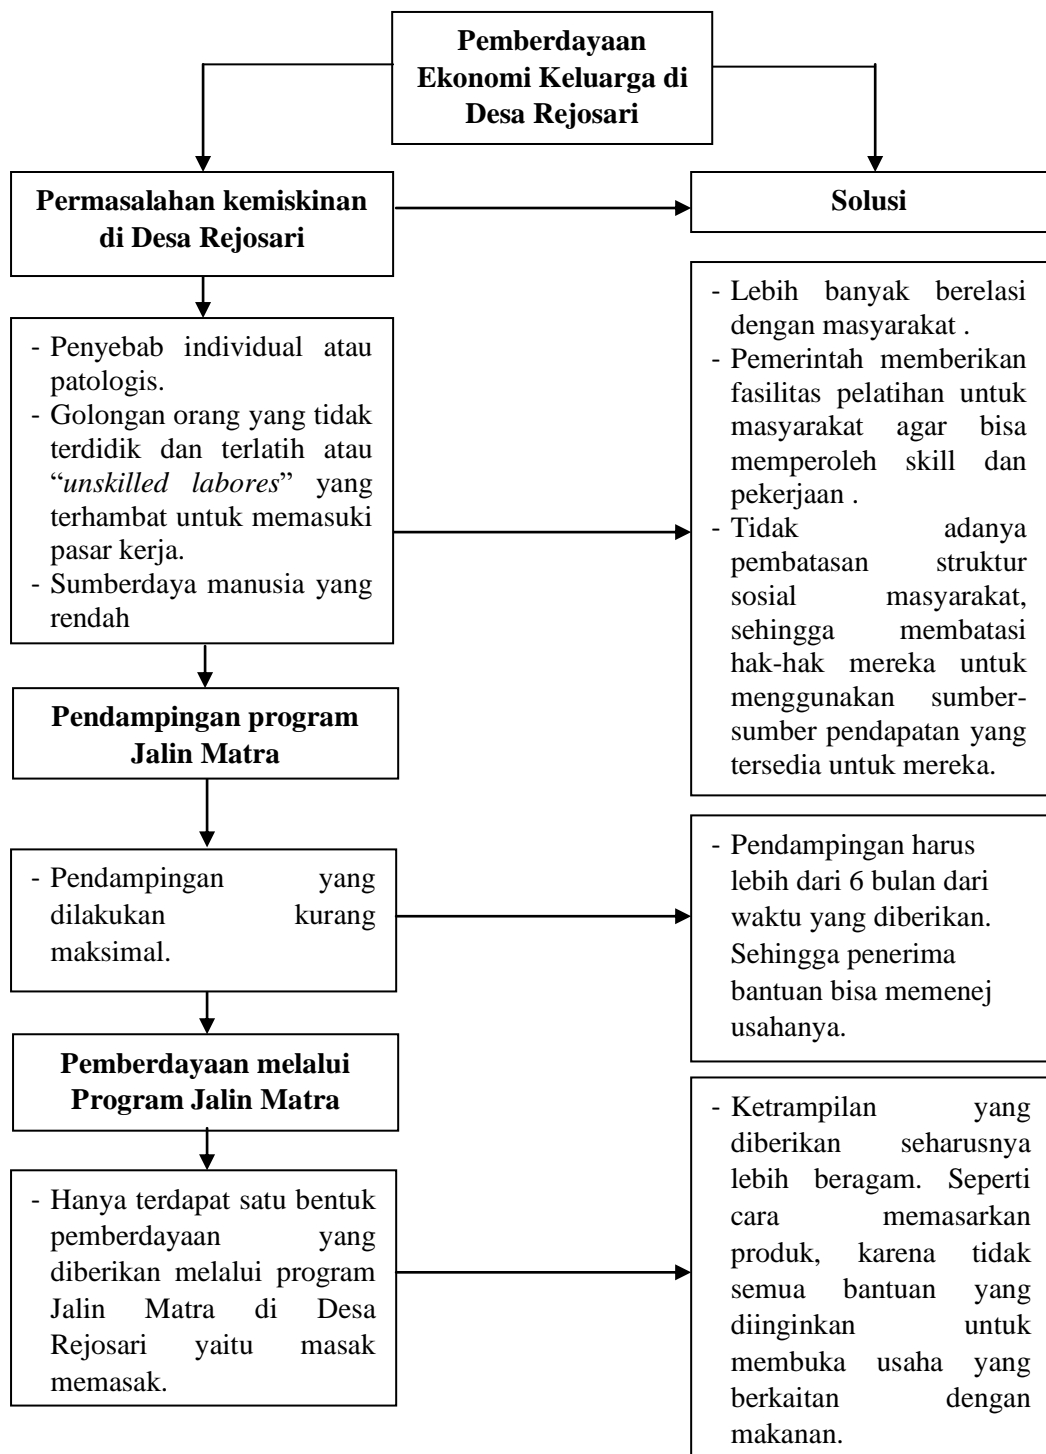 Pemberdayaan
Ekonomi Keluarga di
Desa Rejosari
Permasalahan kemiskinan
di Desa Rejosari
Solusi
- Penyebab individual atau
patologis.
- Golongan orang yang tidak
terdidik dan terlatih atau
“unskilled labores” yang
terhambat untuk memasuki
pasar kerja.
- Sumberdaya manusia yang
rendah
- Lebih banyak berelasi
dengan masyarakat .
- Pemerintah memberikan
fasilitas pelatihan untuk
masyarakat agar bisa
memperoleh skill dan
pekerjaan .
- Tidak adanya
pembatasan struktur
sosial masyarakat,
sehingga membatasi
hak-hak mereka untuk
menggunakan sumber-
sumber pendapatan yang
tersedia untuk mereka.
Pendampingan program
Jalin Matra
- Pendampingan yang
dilakukan kurang
maksimal.
- Pendampingan harus
lebih dari 6 bulan dari
waktu yang diberikan.
Sehingga penerima
bantuan bisa memenej
usahanya.
Pemberdayaan melalui
Program Jalin Matra
- Hanya terdapat satu bentuk
pemberdayaan yang
diberikan melalui program
Jalin Matra di Desa
Rejosari yaitu masak
memasak.
- Ketrampilan yang
diberikan seharusnya
lebih beragam. Seperti
cara memasarkan
produk, karena tidak
semua bantuan yang
diinginkan untuk
membuka usaha yang
berkaitan dengan
makanan.